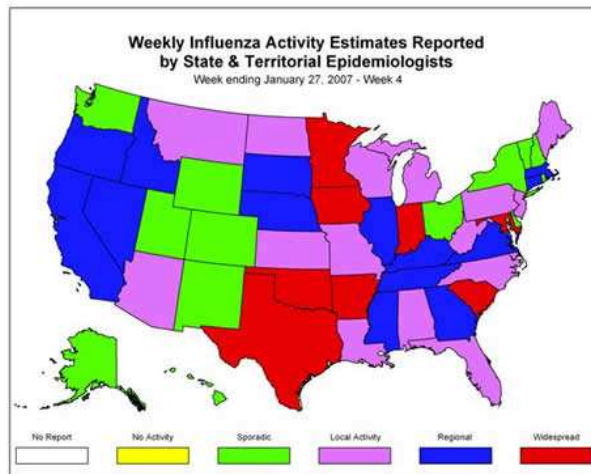 Weekly Influenza Activity Estimates Reported
by State & Territorial Epidemiologists
Week ending January 27, 2007 - Week 4
No Report
No Activity
Sporadic
Local Activity
Regional
Widespread